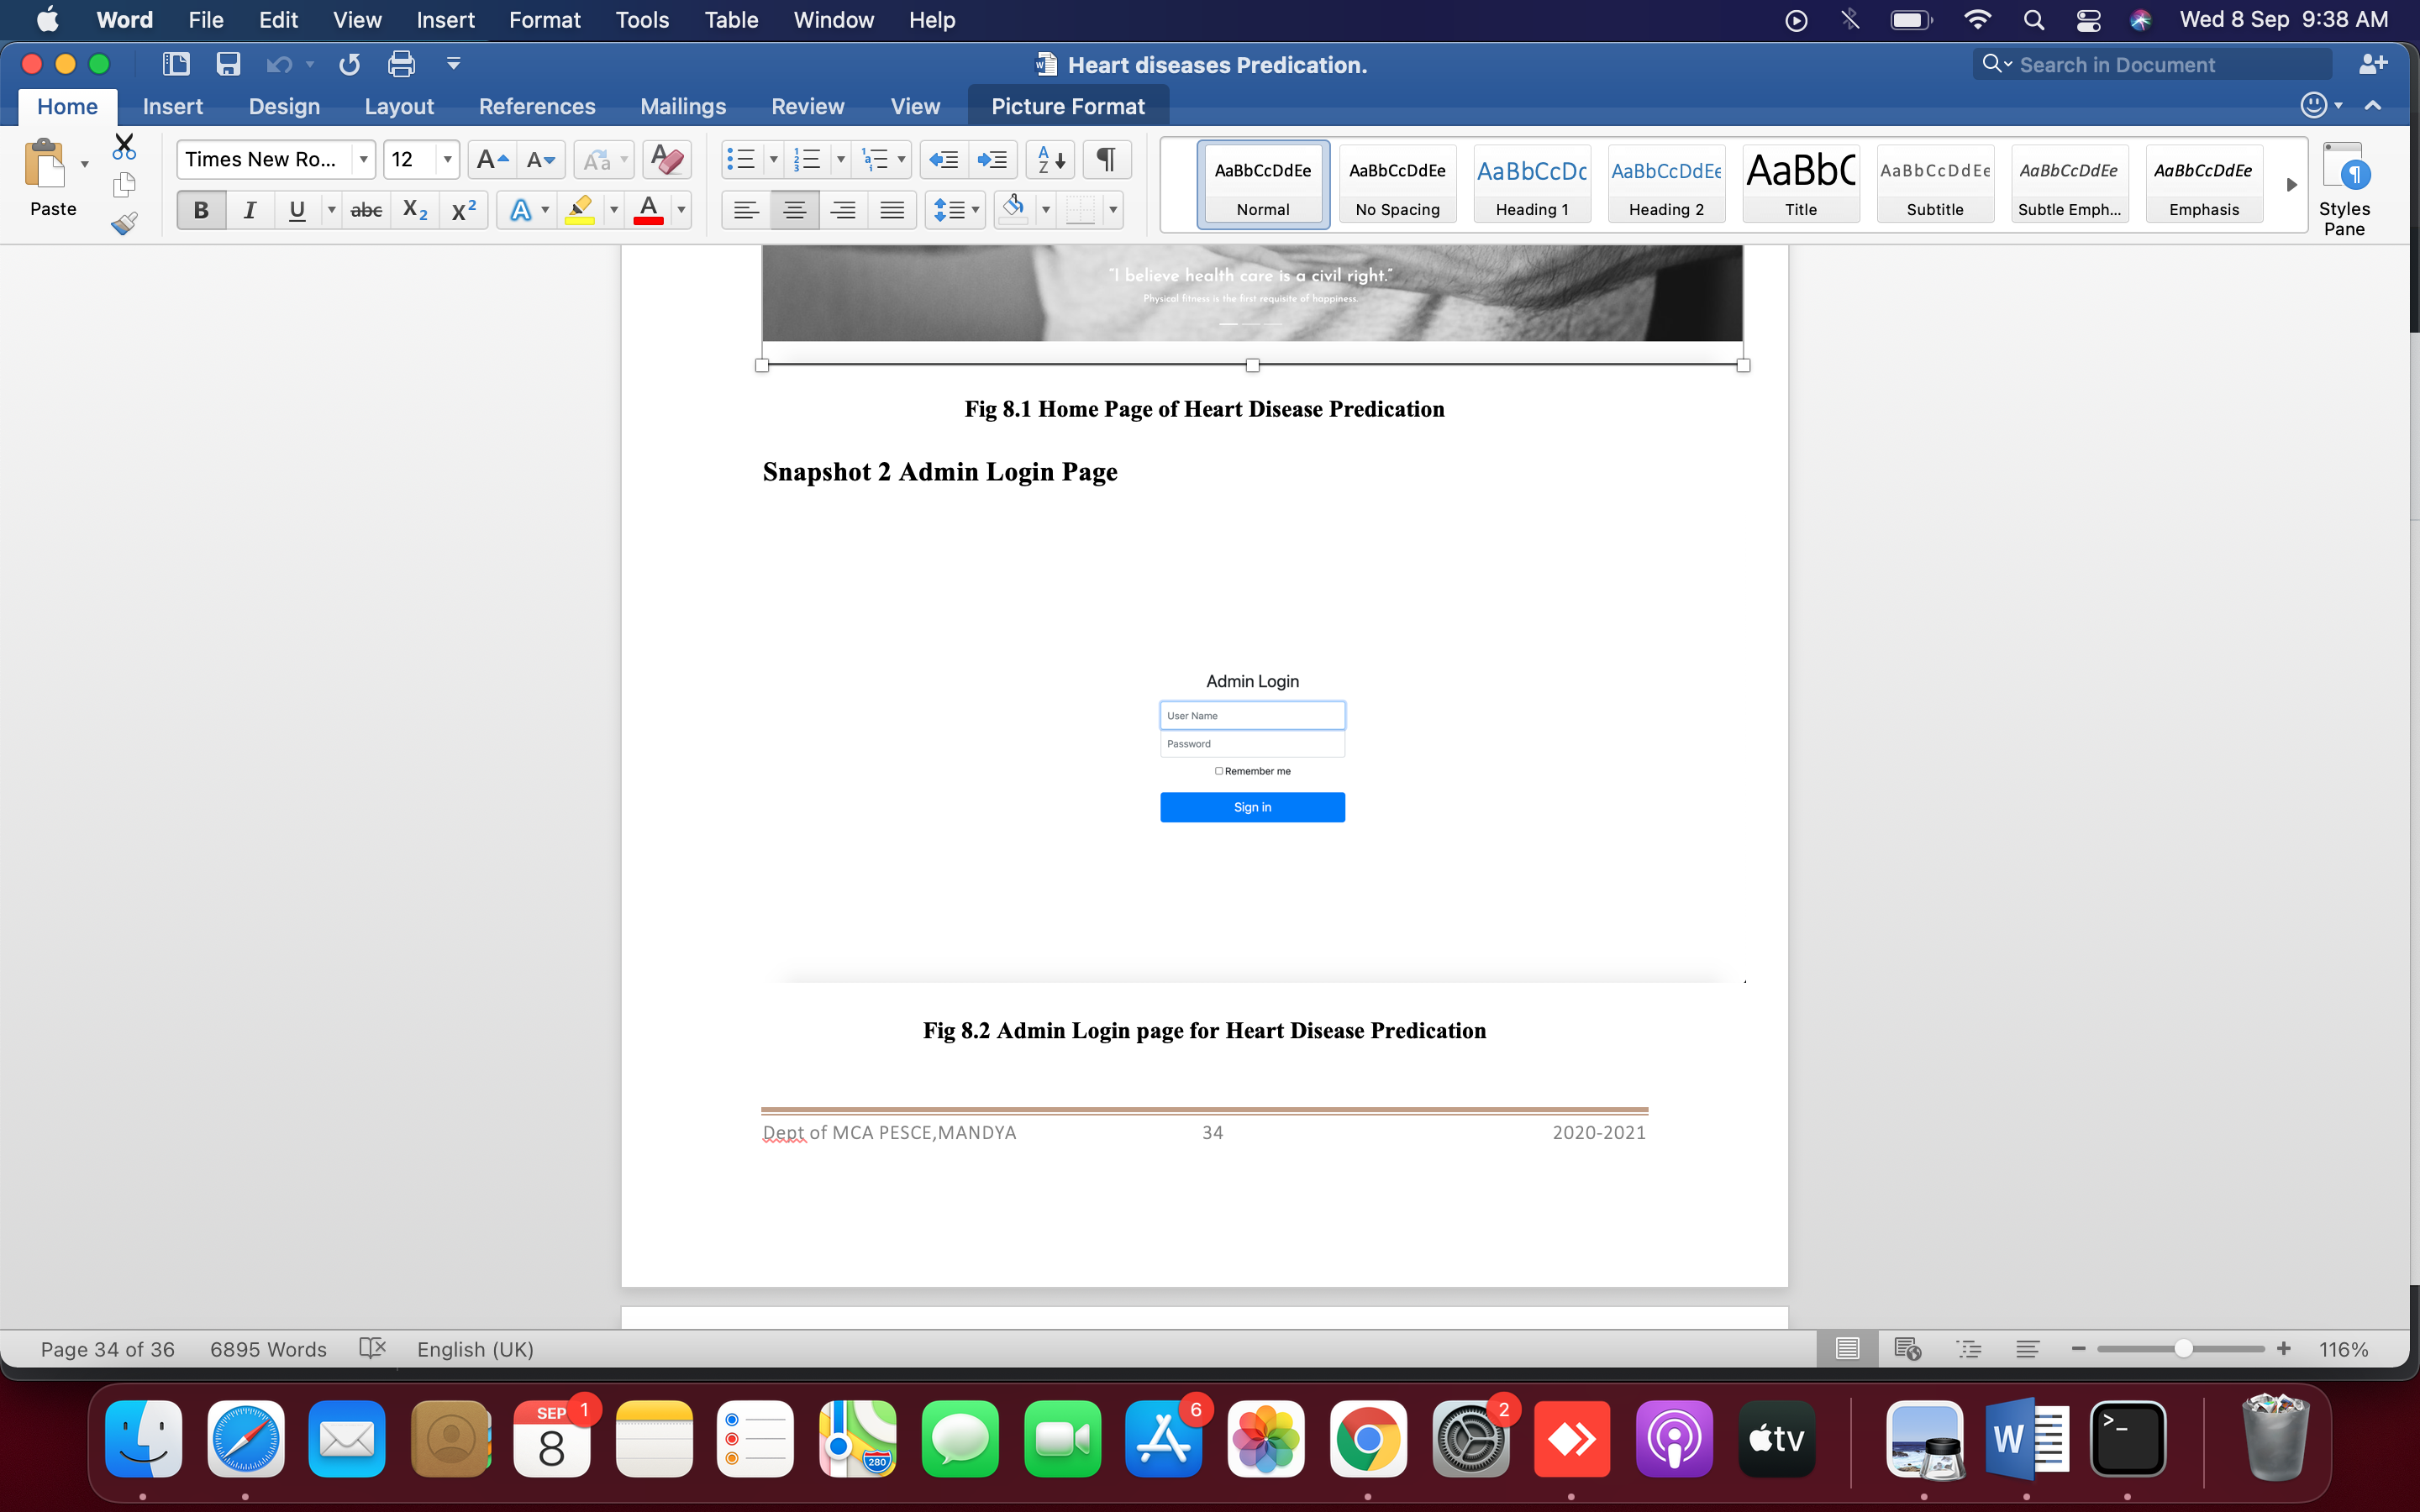 Word File Edit View Insert Format Tools Table Window Help Wed 8 Sep 9:38 AM
Heart diseases Predication.
Search in Document
Home Insert Design Layout References Mailings Review View Picture Format
Paste
Times New Ro... 12
AaBbCcDdEe AaBbCcDdEe AaBbCcDc AaBbCcDdEe AaBbC AaBbCcDdEe AaBbCcDdEe AaBbCcDdEe
Normal No Spacing Heading 1 Heading 2 Title Subtitle Subtle Emph... Emphasis
Styles
Pane
"I believe health care is a civil right."
Physical fitness is the first requisite of happiness.
Fig 8.1 Home Page of Heart Disease Predication
Snapshot 2 Admin Login Page
Admin Login
User Name
Password
Remember me
Sign in
Fig 8.2 Admin Login page for Heart Disease Predication
Dept of MCA PESCE,MANDYA 34 2020-2021
Page 34 of 36 6895 Words English (UK) 116%
SEP 1
8
280
6
2
tv
W
>_